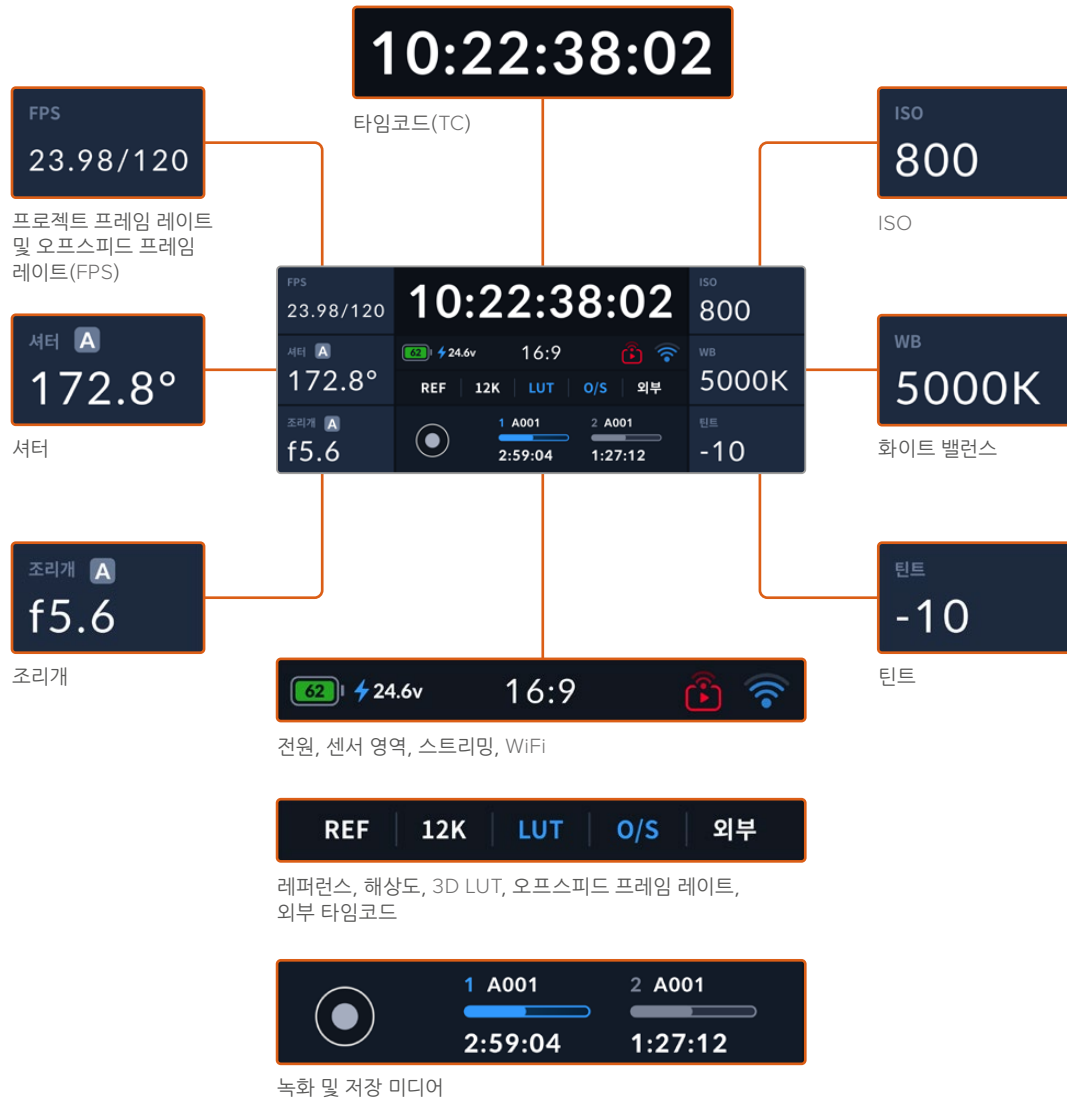 10:22:38:02
타임코드(TC)
FPS
23.98/120
프로젝트 프레임 레이트
및 오프스피드 프레임
레이트(FPS)
ISO
800
ISO
셔터 A
172.8°
셔터
WB
5000K
화이트 밸런스
조리개 A
f5.6
조리개
틴트
-10
틴트
FPS
23.98/120
셔터 A
172.8°
조리개 A
f5.6
10:22:38:02
62 24.6v 16:9
REF 12K LUT O/S 외부
1 A001 2 A001
2:59:04 1:27:12
ISO
800
WB
5000K
틴트
-10
62 24.6v 16:9
전원, 센서 영역, 스트리밍, WiFi
REF 12K LUT O/S 외부
레퍼런스, 해상도, 3D LUT, 오프스피드 프레임 레이트,
외부 타임코드
1 A001 2 A001
2:59:04 1:27:12
녹화 및 저장 미디어